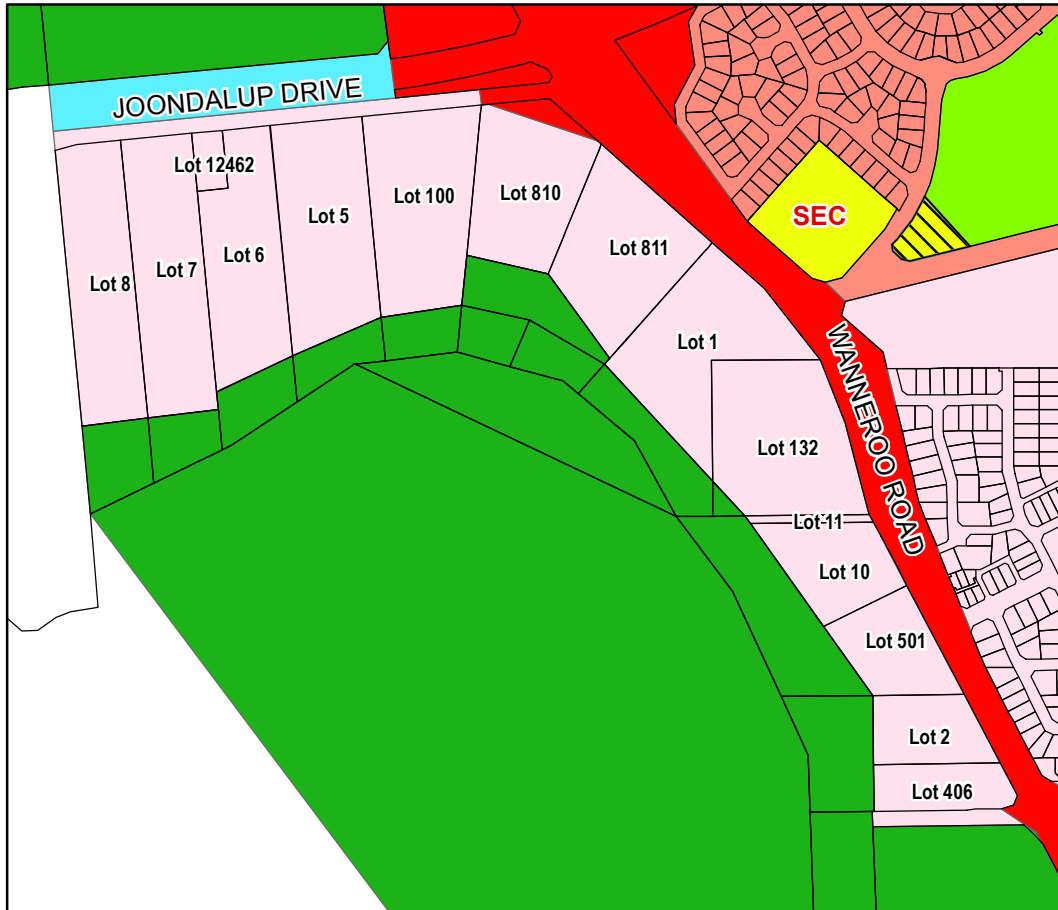 JOONDALUP DRIVE
Lot 12462
Lot 100
Lot 810
Lot 5
SEC
Lot 811
Lot 6
Lot 7
Lot 8
Lot 1
WANNEROO ROAD
Lot 132
Lot 11
Lot 10
Lot 501
Lot 2
Lot 406